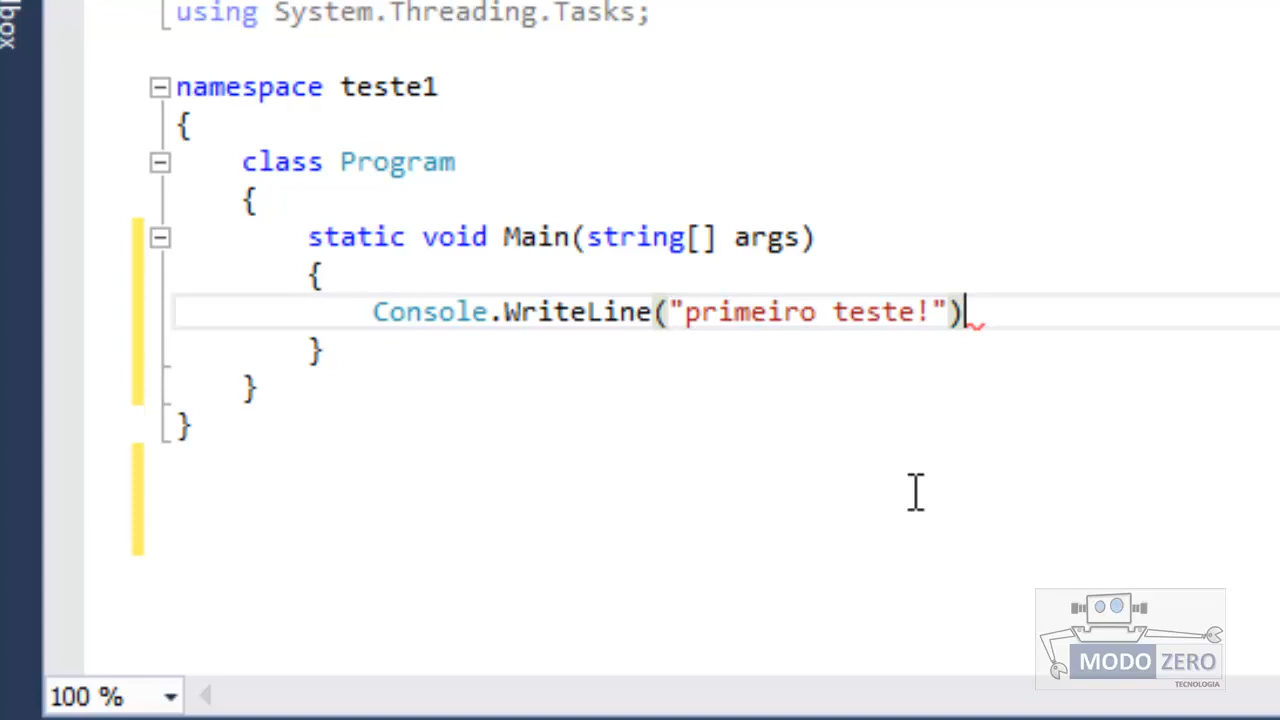 using System.Threading.Tasks;
namespace teste1
{
class Program
{
static void Main(string[] args)
{
Console.WriteLine("primeiro teste!")
}
}
}
MODO ZERO
TECNOLOGIA
100 %